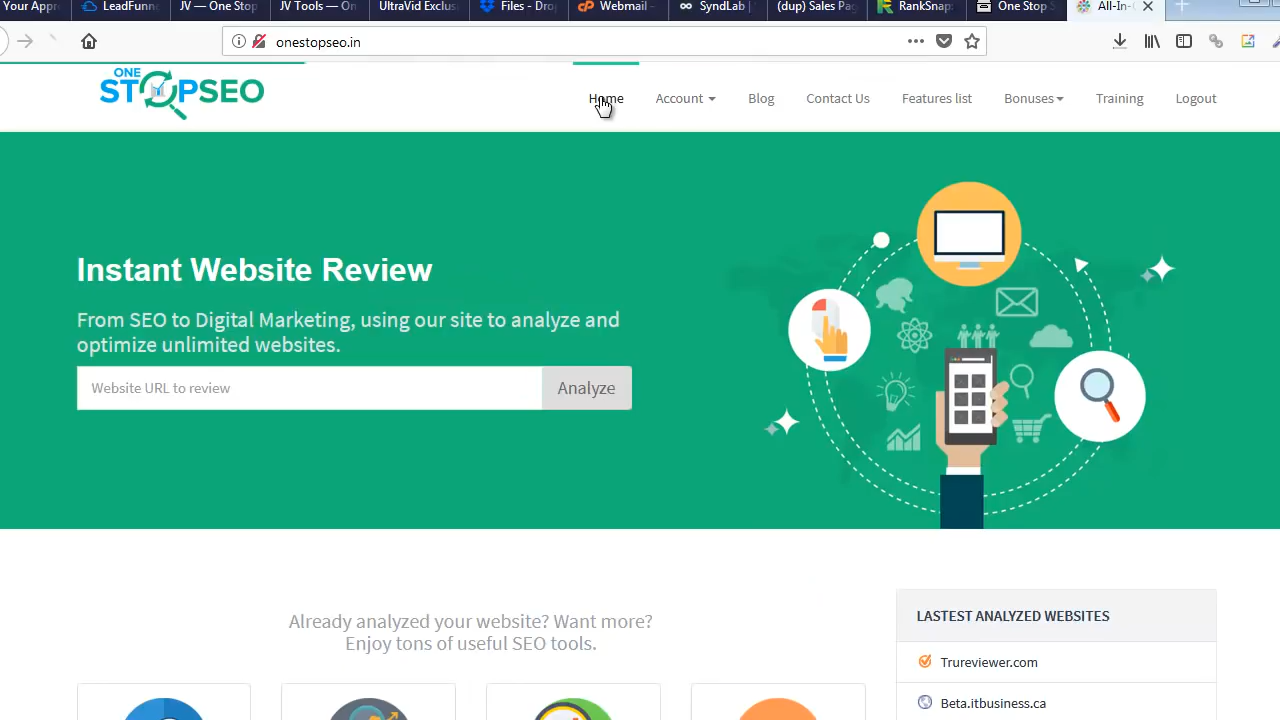 Your Appr
LeadFunn
JV — One Stop
JV Tools — On
UltraVid Exclus
Files - Drop
Webmail -
SyndLab |
(dup) Sales Pag
RankSnap
One Stop S
All-In-
onestopseo.in
ONE
STOPSEO
Home
Account
Blog
Contact Us
Features list
Bonuses
Training
Logout
Instant Website Review
From SEO to Digital Marketing, using our site to analyze and
optimize unlimited websites.
Website URL to review
Analyze
Already analyzed your website? Want more?
Enjoy tons of useful SEO tools.
LASTEST ANALYZED WEBSITES
Trureviewer.com
Beta.itbusiness.ca